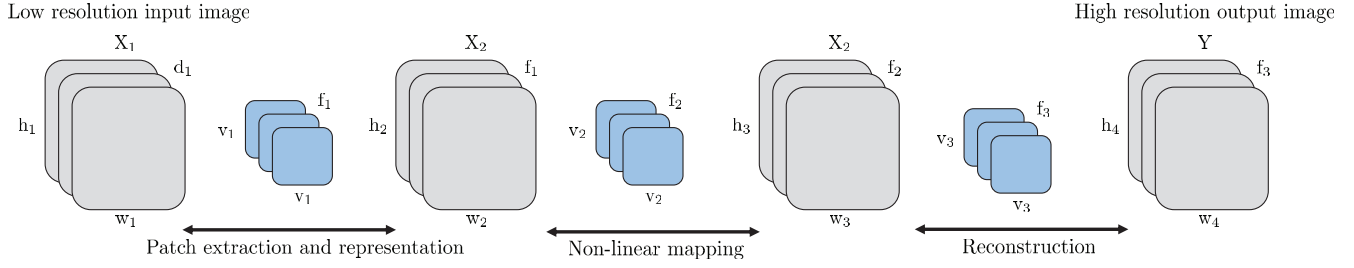 Low resolution input image
High resolution output image
X₁
X₂
X₂
Y
d₁
f₁
f₂
f₃
f₁
f₂
f₃
h₁
v₁
h₂
v₂
h₃
v₃
h₄
v₁
v₂
v₃
w₁
w₂
w₃
w₄
Patch extraction and representation
Non-linear mapping
Reconstruction